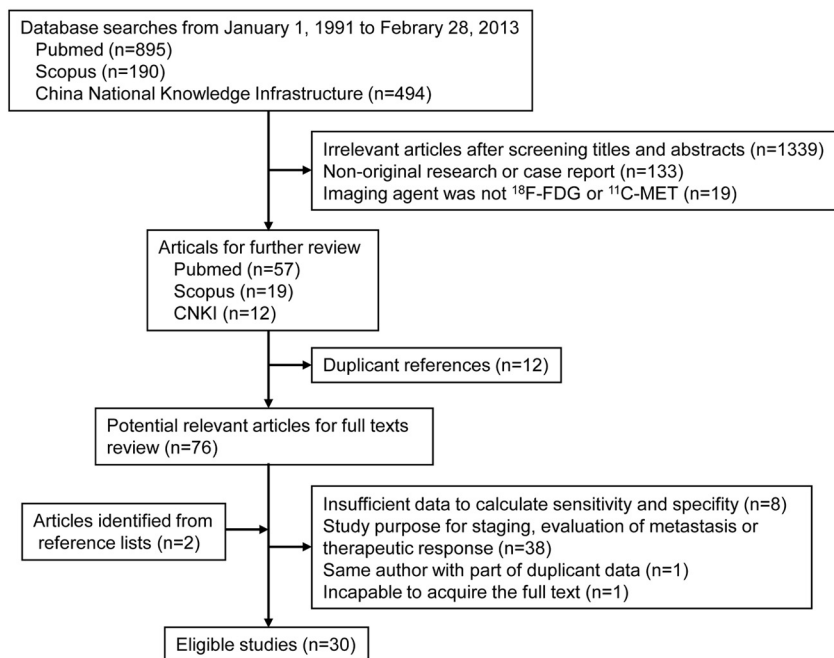 Database searches from January 1, 1991 to Febrary 28, 2013
Pubmed (n=895)
Scopus (n=190)
China National Knowledge Infrastructure (n=494)
Irrelevant articles after screening titles and abstracts (n=1339)
Non-original research or case report (n=133)
Imaging agent was not ¹⁸F-FDG or ¹¹C-MET (n=19)
Articals for further review
Pubmed (n=57)
Scopus (n=19)
CNKI (n=12)
Duplicant references (n=12)
Potential relevant articles for full texts
review (n=76)
Articles identified from
reference lists (n=2)
Insufficient data to calculate sensitivity and specifity (n=8)
Study purpose for staging, evaluation of metastasis or
therapeutic response (n=38)
Same author with part of duplicant data (n=1)
Incapable to acquire the full text (n=1)
Eligible studies (n=30)